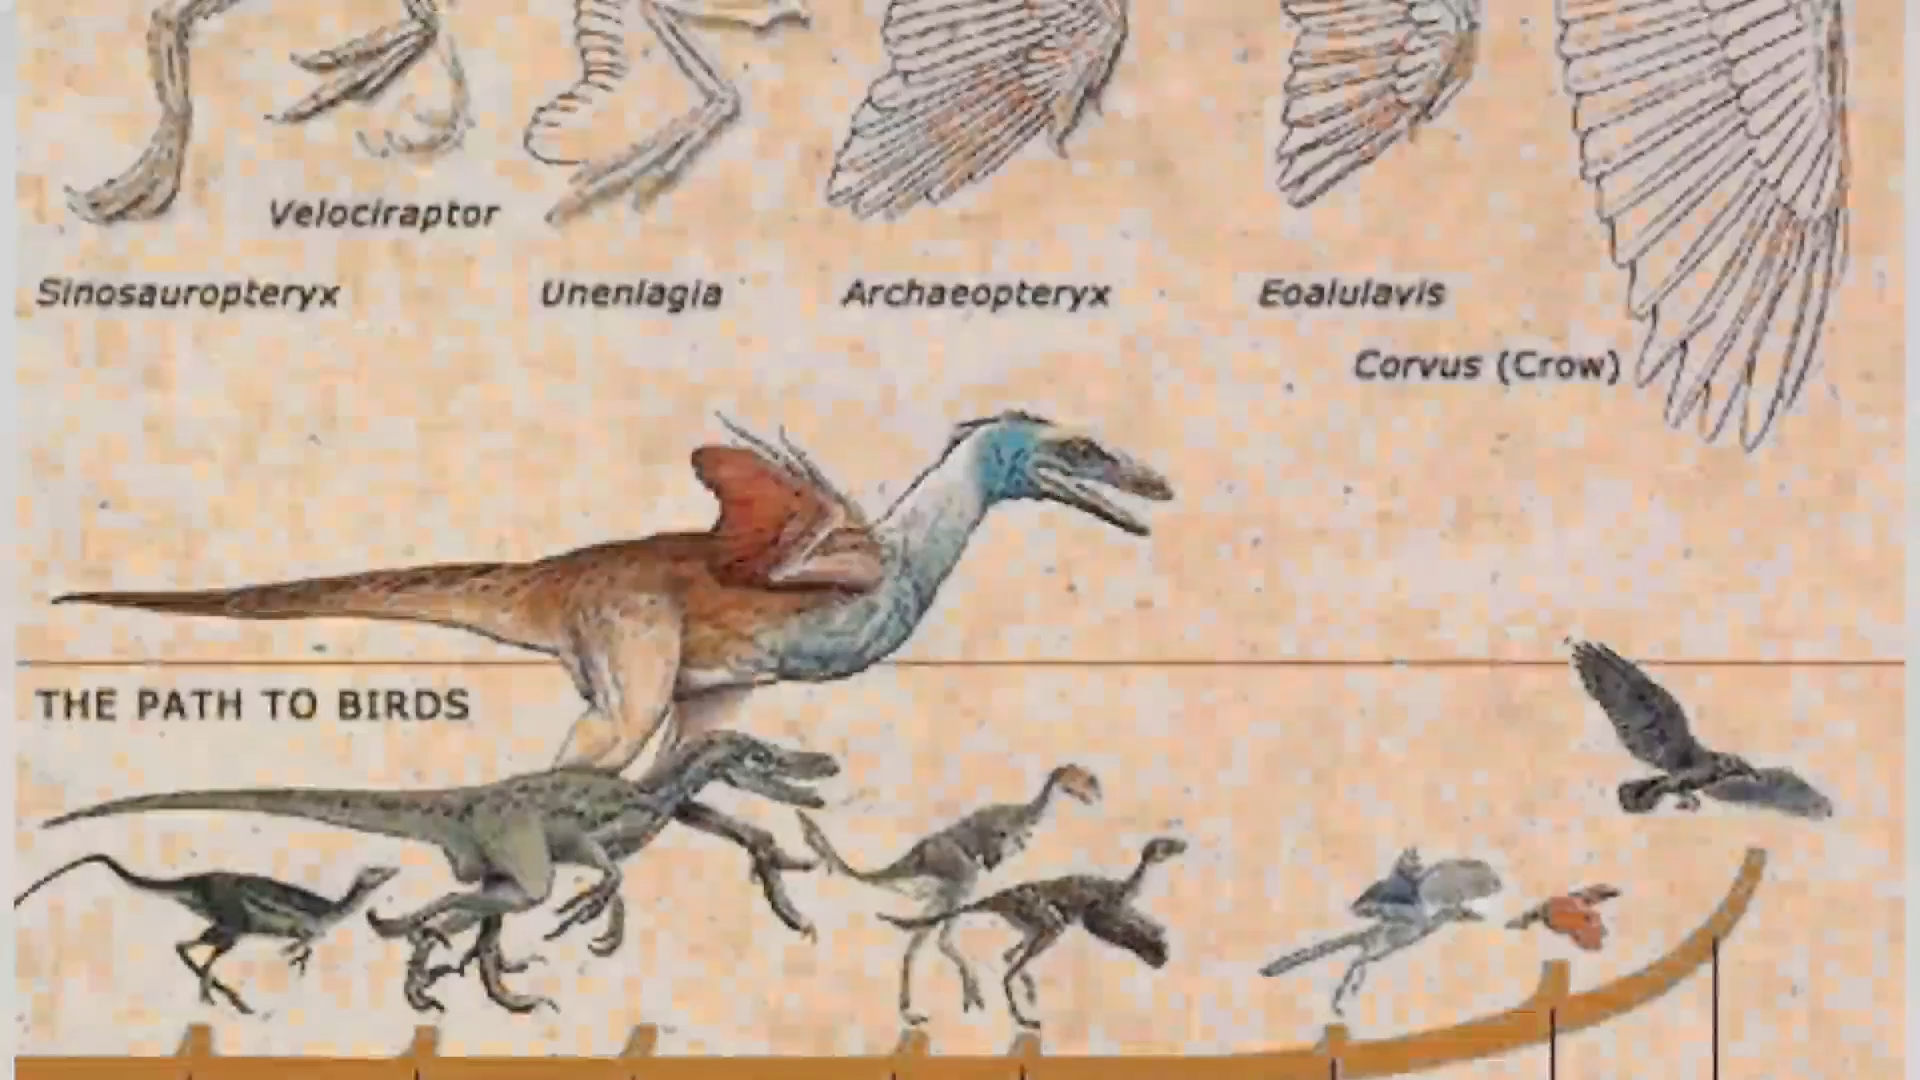 Velociraptor
Sinosauropteryx
Unenlagia
Archaeopteryx
Eoalulavis
Corvus (Crow)
THE PATH TO BIRDS